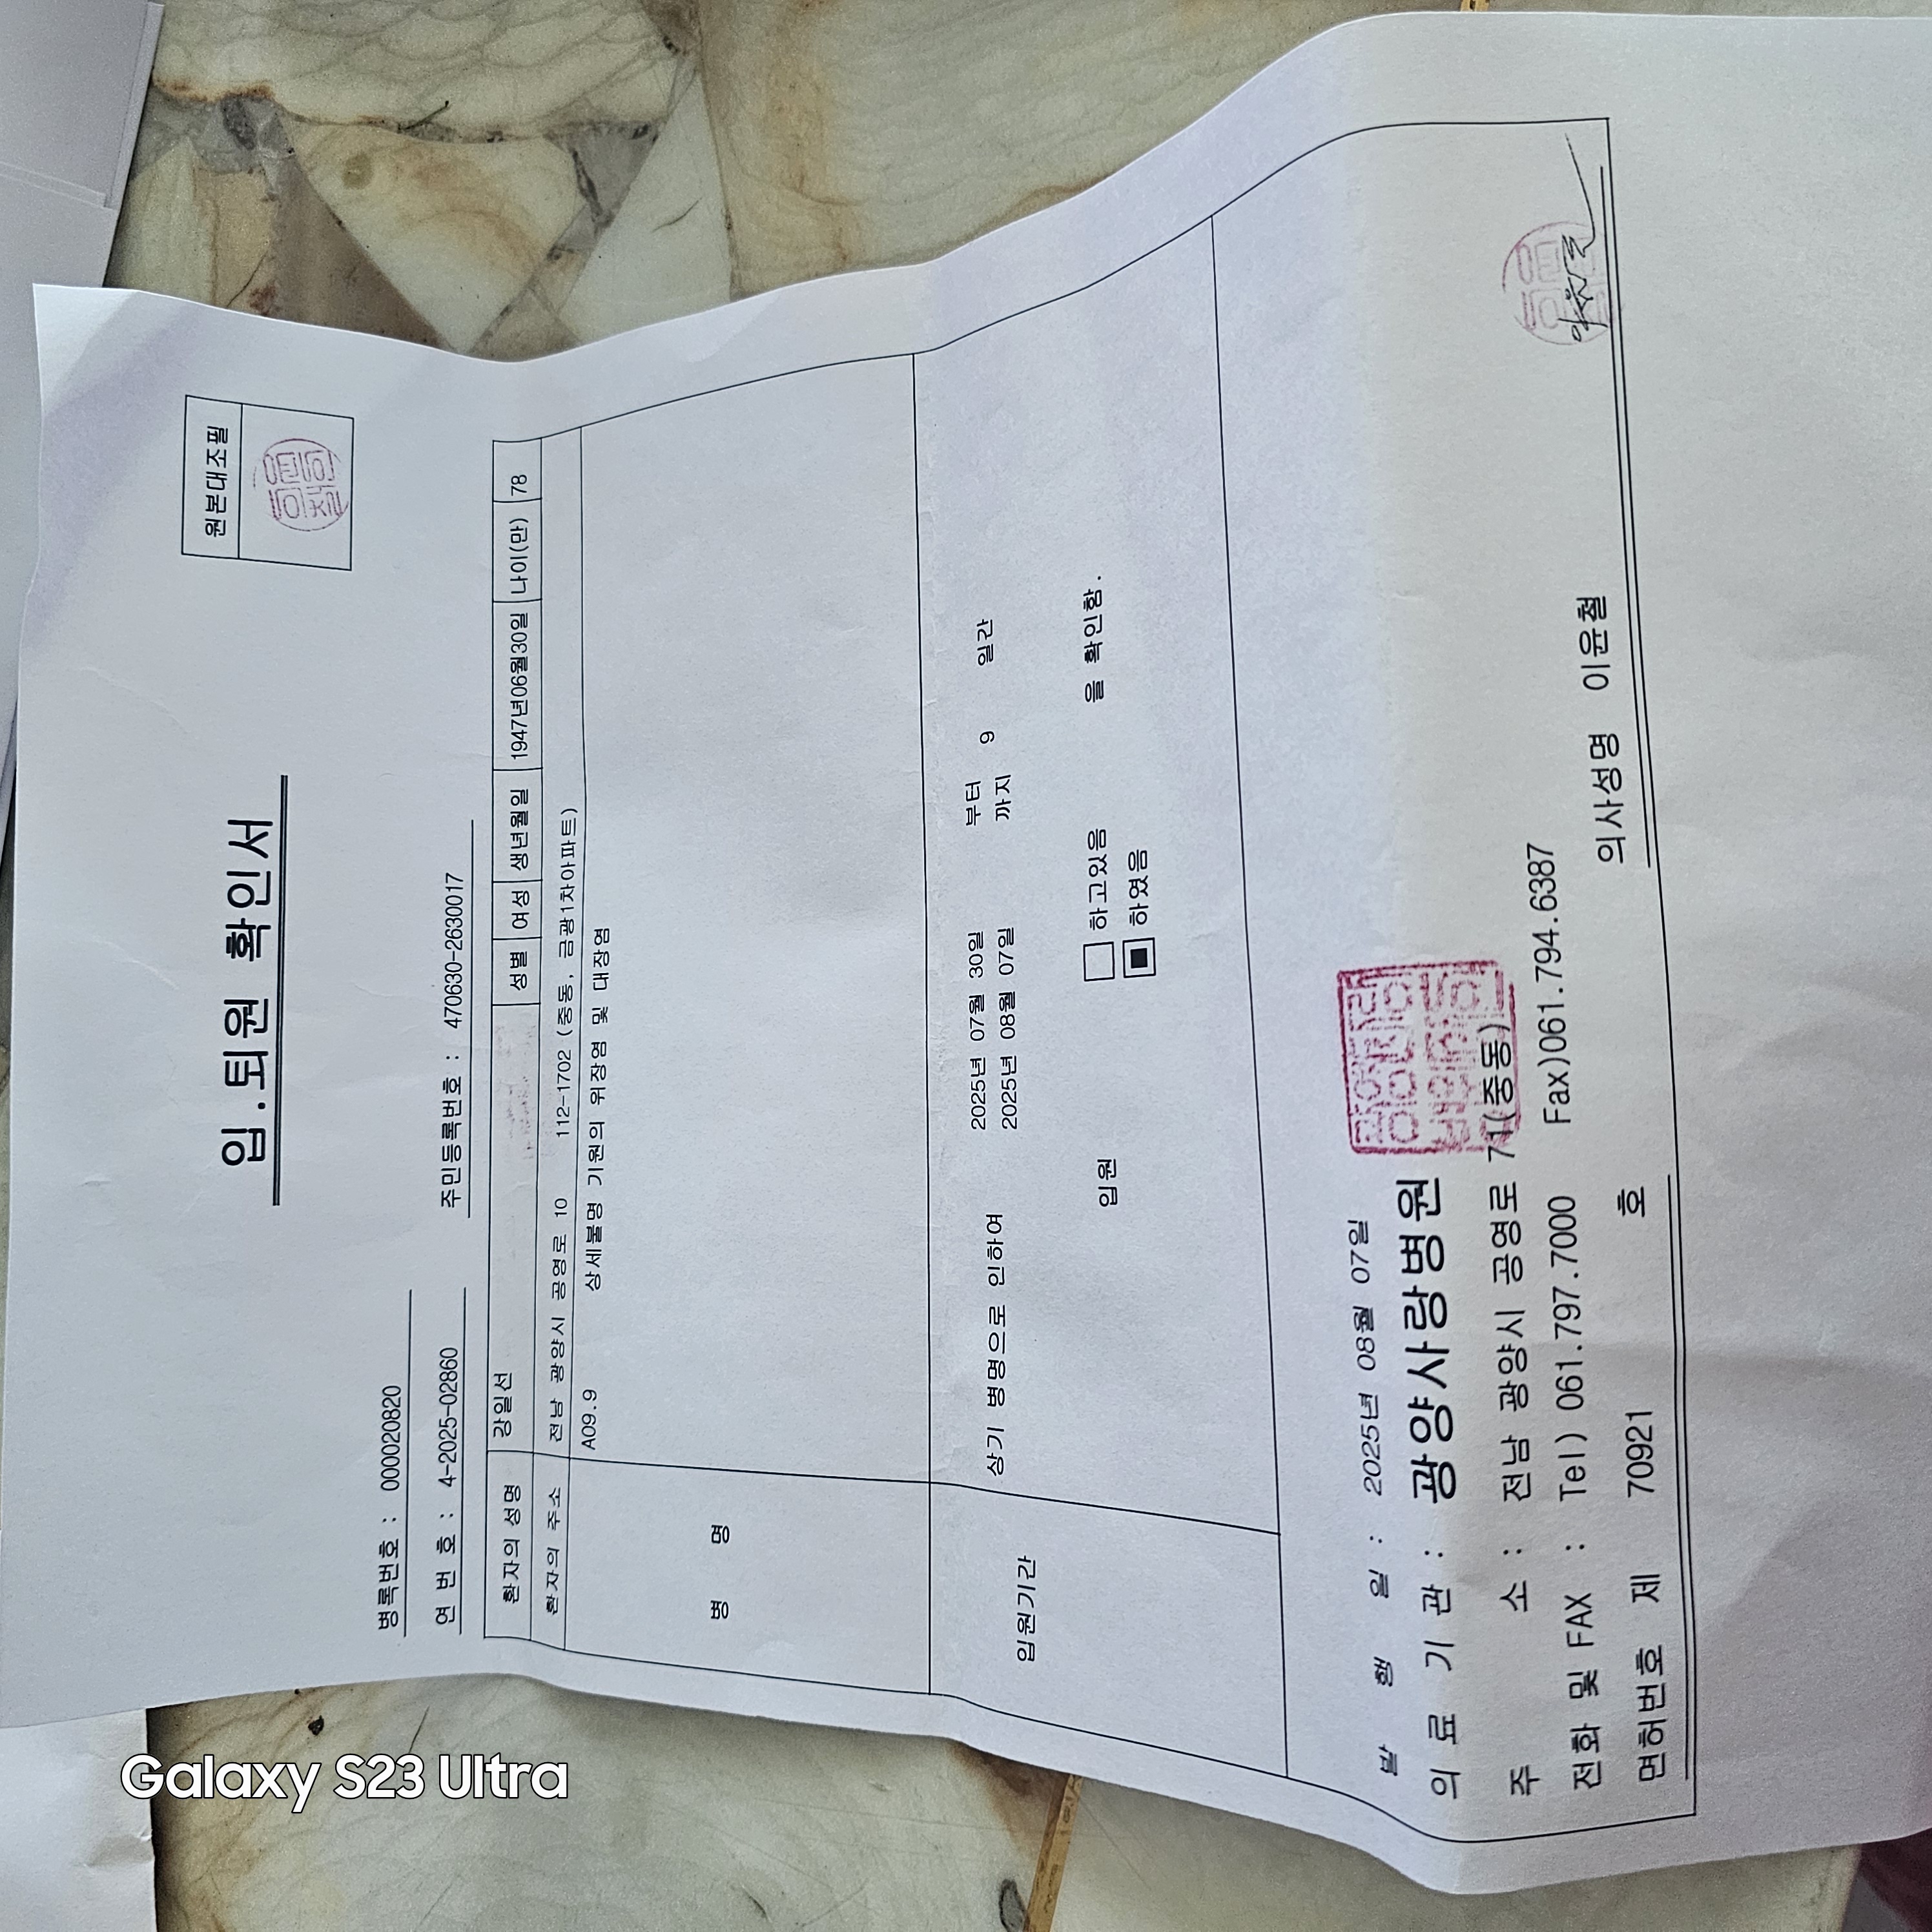 입.퇴원 확인서
원본대조필
병록번호 : 000020820
연 번 호 : 4-2025-02860
주민등록번호 : 470630-2630017
환자의 성명 강일선 성별 여성 생년월일 1947년06월30일 나이(만) 78
환자의 주소 전남 광양시 공영로 10 112-1702 (중동, 금광1차아파트)
병 명 A09.9 상세불명 기원의 위장염 및 대장염
입원기간 상기 병명으로 인하여 2025년 07월 30일 부터 9 일간
2025년 08월 07일 까지
입원 □ 하고있음 을 확인함.
▣ 하였음
발 행 일 : 2025년 08월 07일
의 료 기 관 : 광양사랑병원
주 소 : 전남 광양시 공영로 71(중동)
전화 및 FAX : Tel) 061.797.7000 Fax)061.794.6387
면허번호 제 70921 호 의사성명 이윤철
Galaxy S23 Ultra